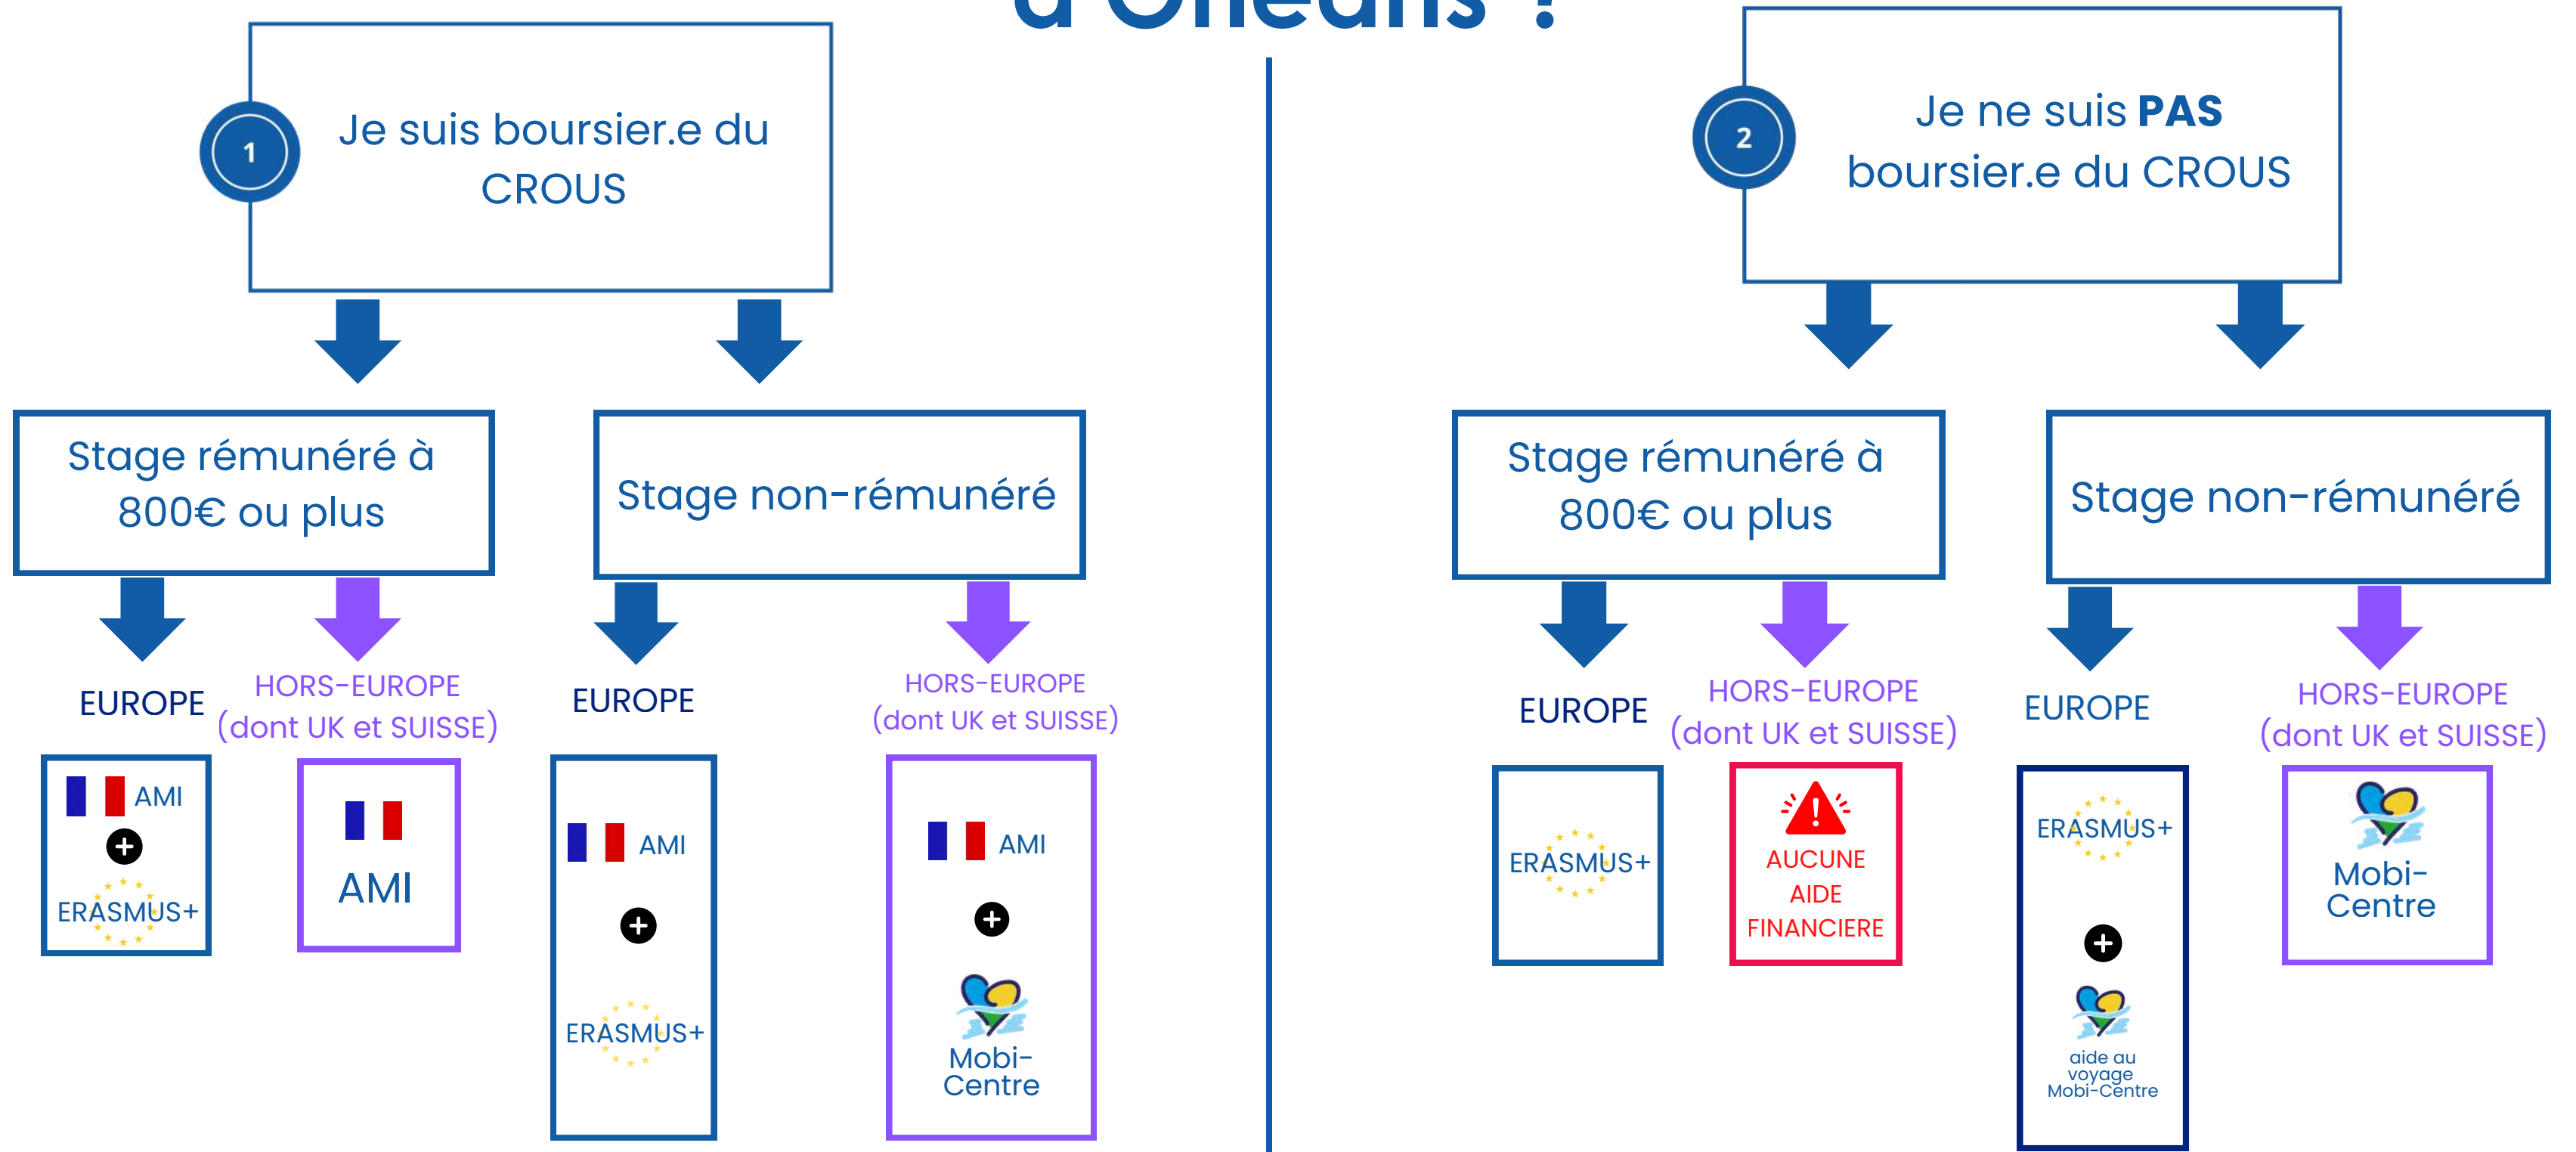 d'Orléans ?
1
Je suis boursier.e du
CROUS
Stage rémunéré à
800€ ou plus
Stage non-rémunéré
EUROPE
HORS-EUROPE
(dont UK et SUISSE)
EUROPE
HORS-EUROPE
(dont UK et SUISSE)
AMI
+
ERASMUS+
AMI
AMI
+
ERASMUS+
AMI
+
Mobi-
Centre
2
Je ne suis PAS
boursier.e du CROUS
Stage rémunéré à
800€ ou plus
Stage non-rémunéré
EUROPE
HORS-EUROPE
(dont UK et SUISSE)
EUROPE
HORS-EUROPE
(dont UK et SUISSE)
ERASMUS+
!
AUCUNE
AIDE
FINANCIERE
ERASMUS+
+
aide au
voyage
Mobi-Centre
Mobi-
Centre